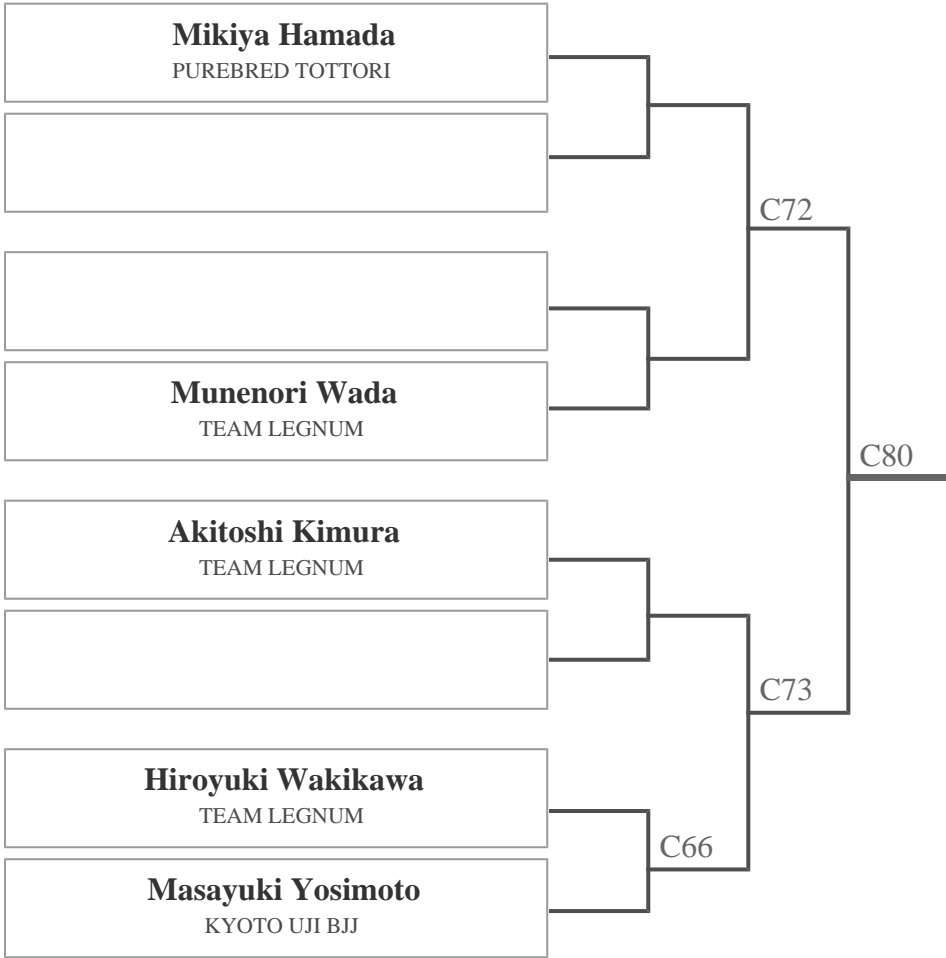 Mikiya Hamada
PUREBRED TOTTORI
C72
Munenori Wada
TEAM LEGNUM
C80
Akitoshi Kimura
TEAM LEGNUM
C73
Hiroyuki Wakikawa
TEAM LEGNUM
C66
Masayuki Yosimoto
KYOTO UJI BJJ